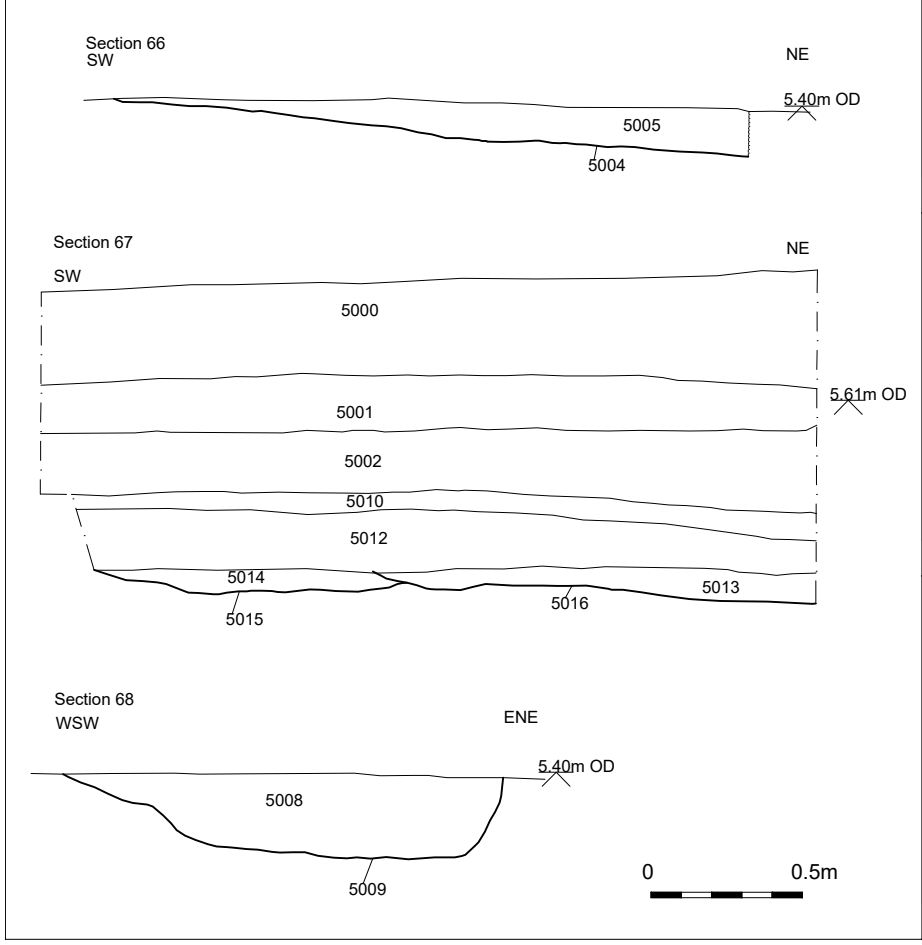 Section 66
SW
NE
5.40m OD
5005
5004
Section 67
NE
SW
5000
5.61m OD
5001
5002
5010
5012
5014
5013
5016
5015
Section 68
WSW
ENE
5.40m OD
5008
5009
0
0.5m